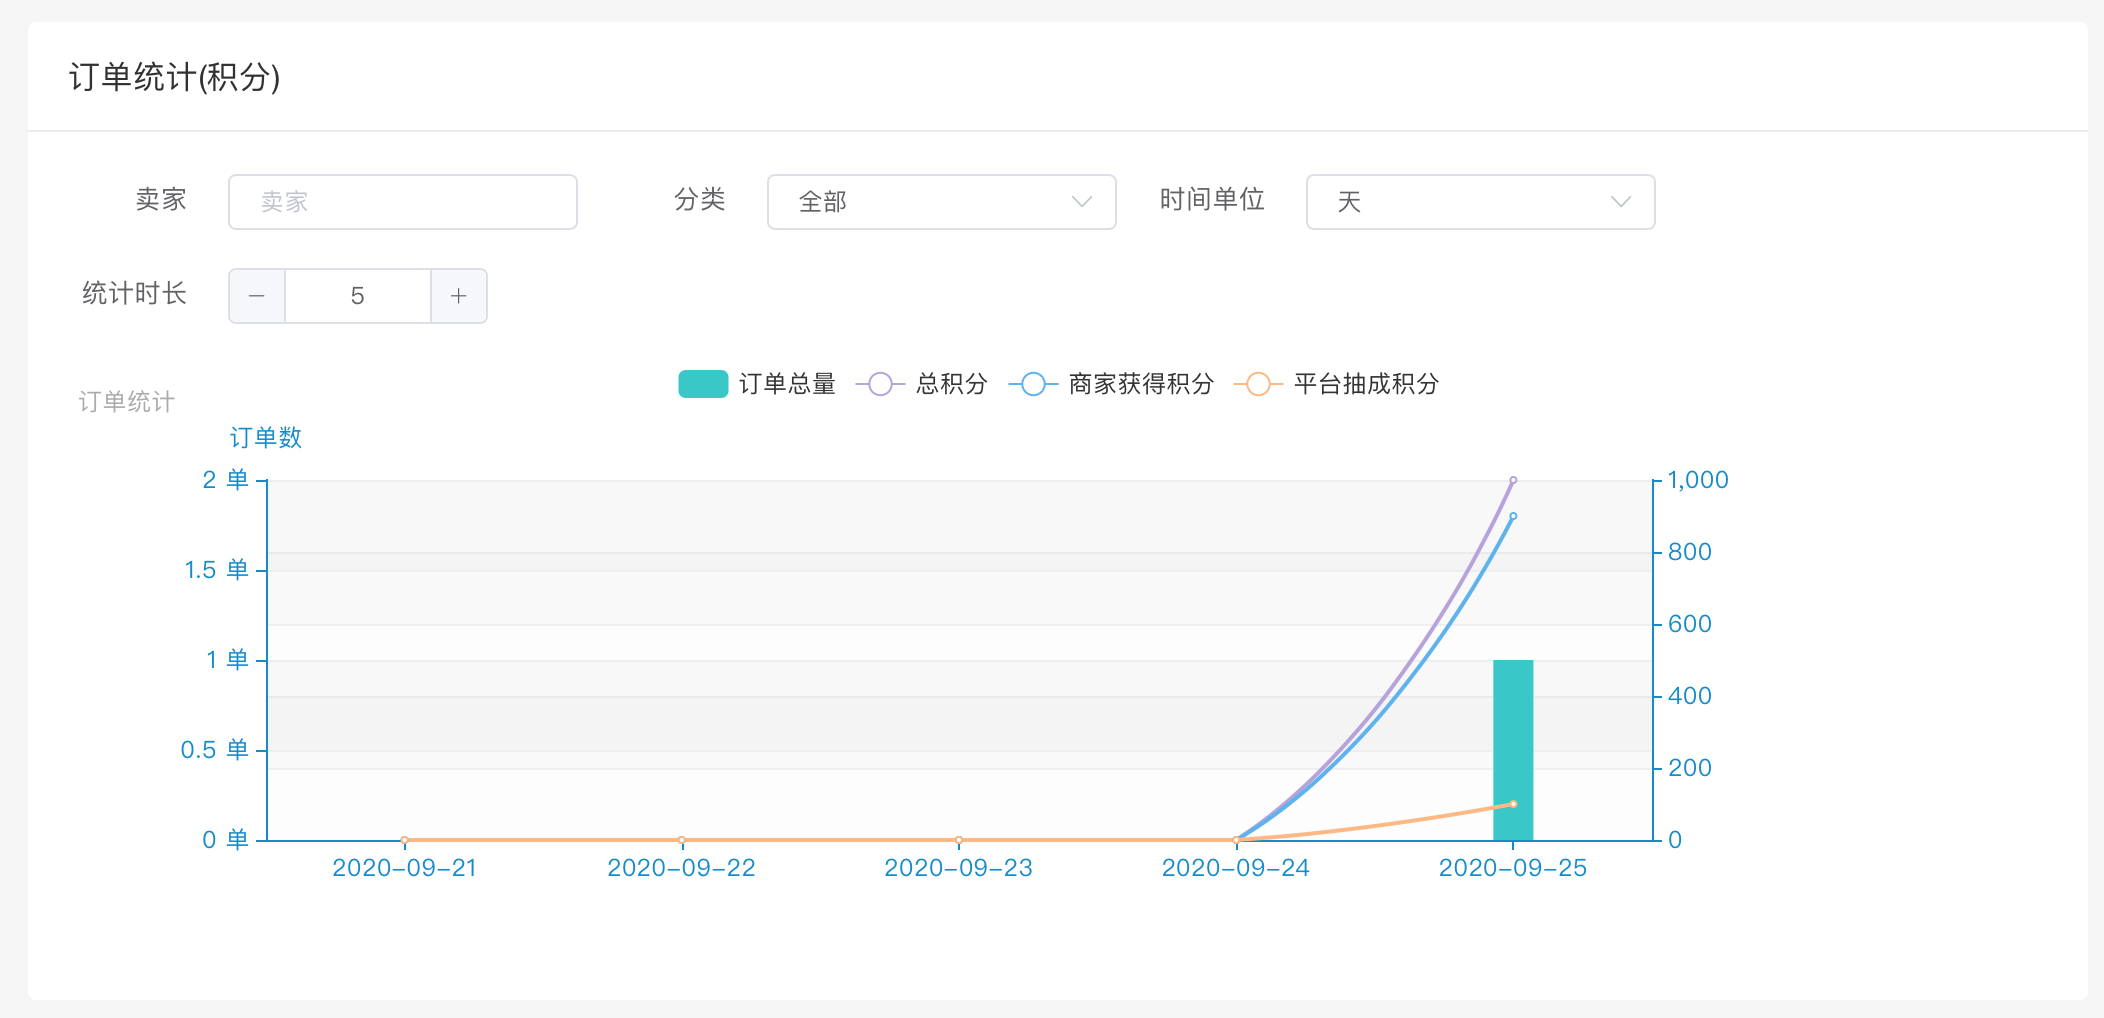 订单统计(积分)
卖家 卖家 分类 全部 时间单位 天
统计时长 − 5 +
订单总量 总积分 商家获得积分 平台抽成积分
订单统计
订单数
2 单 1,000
800
1.5 单
600
1 单
400
0.5 单
200
0 单 0
2020-09-21 2020-09-22 2020-09-23 2020-09-24 2020-09-25